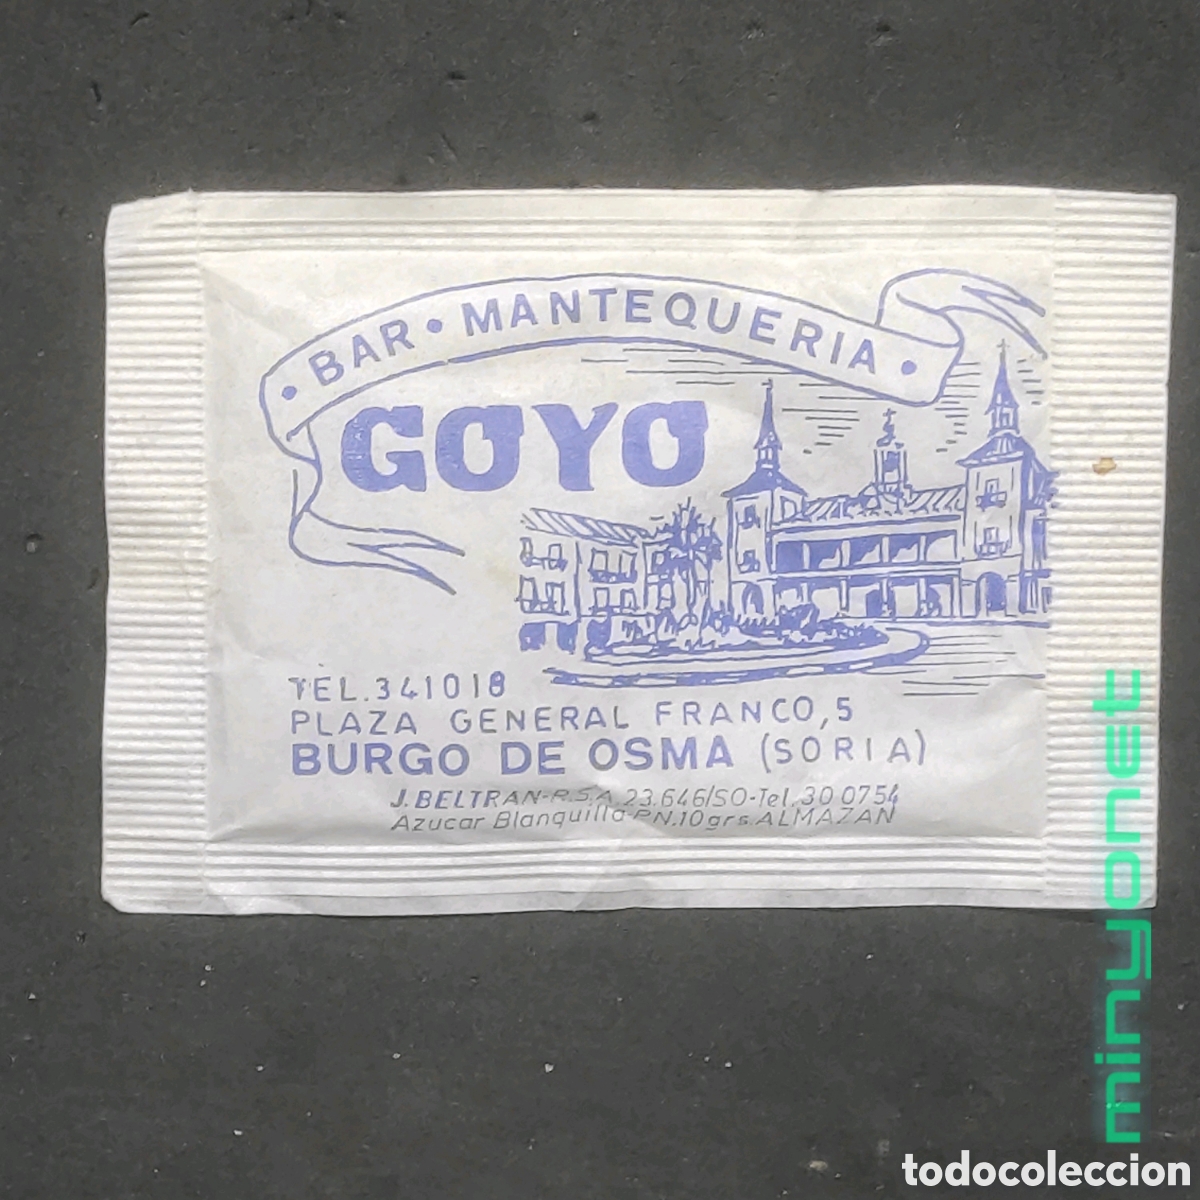 • BAR • MANTEQUERIA •
GOYO
TEL. 341018
PLAZA GENERAL FRANCO, 5
BURGO DE OSMA (SORIA)
J. BELTRAN-R.S.A. 23.646/SO-Tel. 30 0754
Azucar Blanquilla-P.N. 10 grs. ALMAZAN
minyonet
todocoleccion